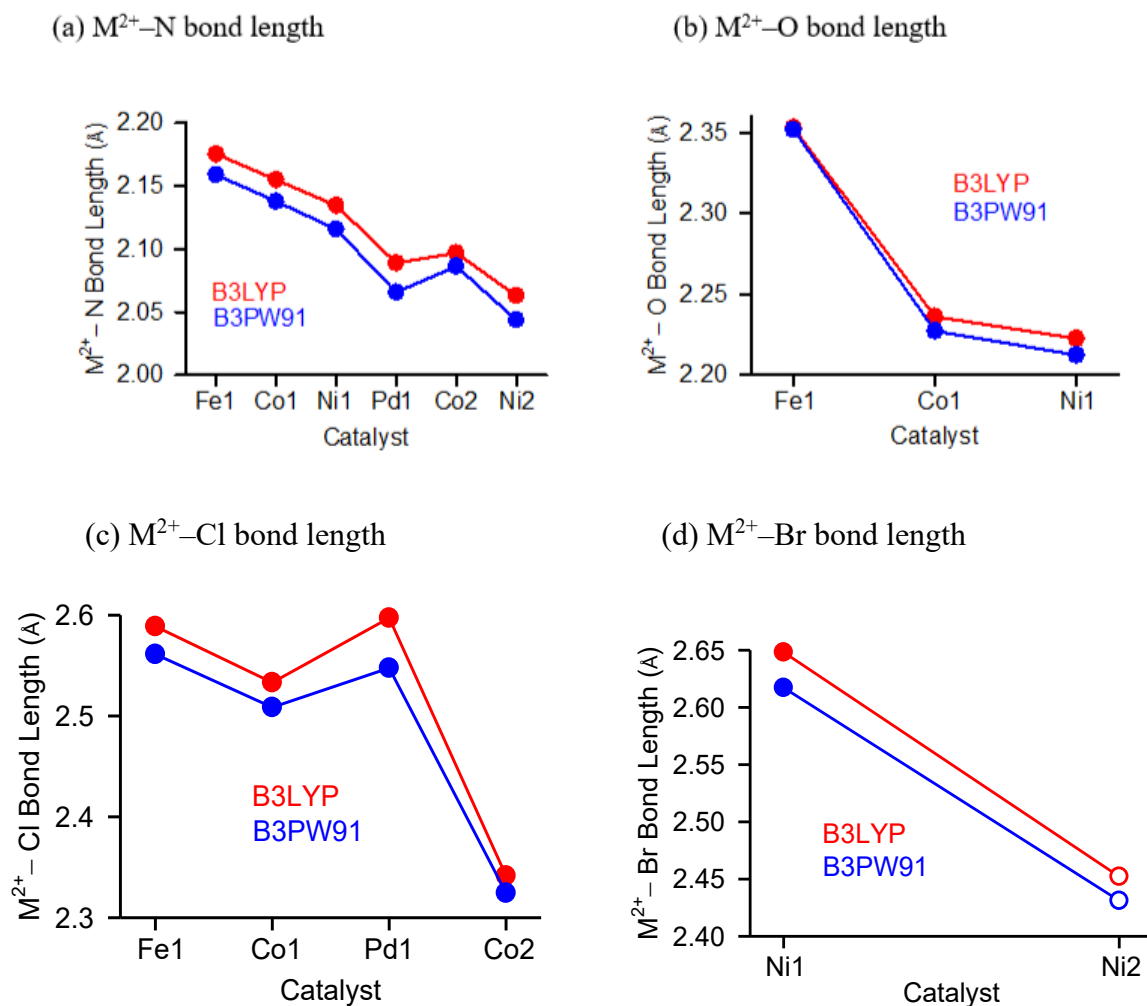 (a) M²⁺–N bond length
M²⁺– N Bond Length (Å)
2.20
2.15
2.10
2.05
2.00
B3LYP
B3PW91
Fe1 Co1 Ni1 Pd1 Co2 Ni2
Catalyst
(b) M²⁺–O bond length
M²⁺– O Bond Length (Å)
2.35
2.30
2.25
2.20
B3LYP
B3PW91
Fe1 Co1 Ni1
Catalyst
(c) M²⁺–Cl bond length
M²⁺– Cl Bond Length (Å)
2.6
2.5
2.4
2.3
B3LYP
B3PW91
Fe1 Co1 Pd1 Co2
Catalyst
(d) M²⁺–Br bond length
M²⁺– Br Bond Length (Å)
2.65
2.60
2.55
2.50
2.45
2.40
B3LYP
B3PW91
Ni1 Ni2
Catalyst